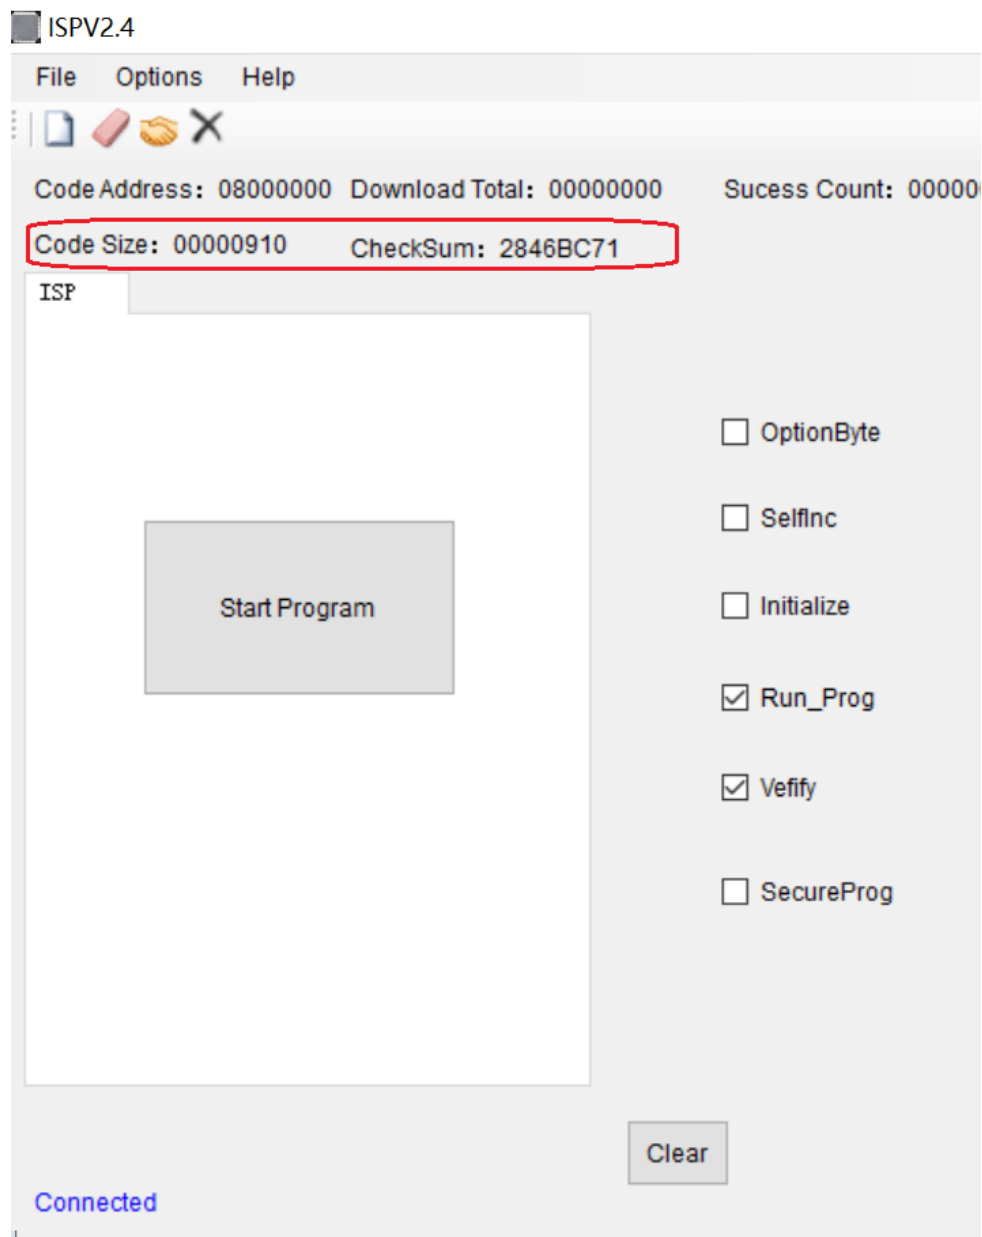 ISPV2.4
File Options Help
Code Address：08000000 Download Total：00000000 Sucess Count：00000
Code Size：00000910 CheckSum：2846BC71
ISP
OptionByte
SelfInc
Initialize
Start Program
Run_Prog
Vefify
SecureProg
Clear
Connected